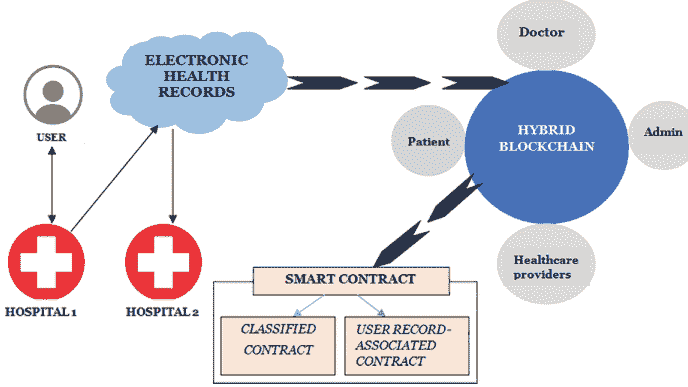 Doctor
ELECTRONIC
HEALTH
RECORDS
USER
Patient
HYBRID
BLOCKCHAIN
Admin
Healthcare
providers
HOSPITAL 1
HOSPITAL 2
SMART CONTRACT
CLASSIFIED
CONTRACT
USER RECORD-
ASSOCIATED
CONTRACT